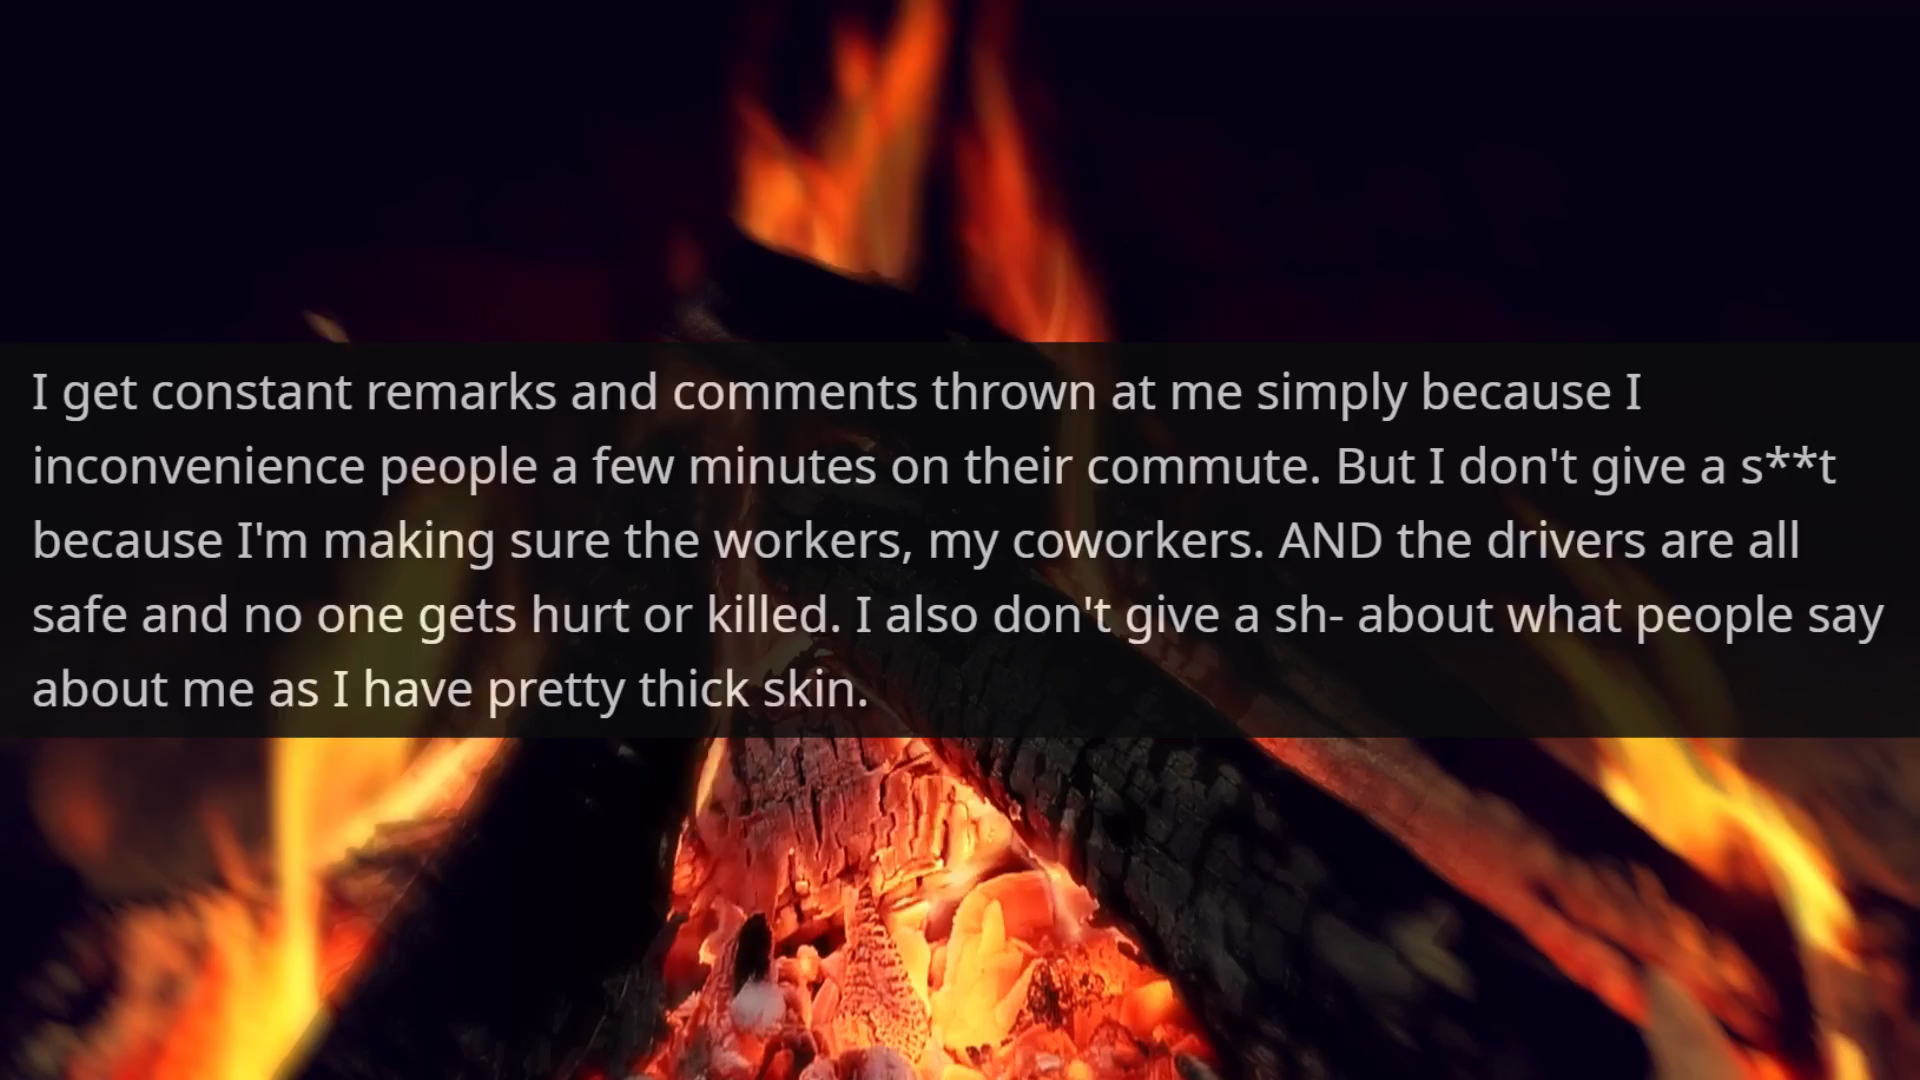 I get constant remarks and comments thrown at me simply because I
inconvenience people a few minutes on their commute. But I don't give a s**t
because I'm making sure the workers, my coworkers. AND the drivers are all
safe and no one gets hurt or killed. I also don't give a sh- about what people say
about me as I have pretty thick skin.